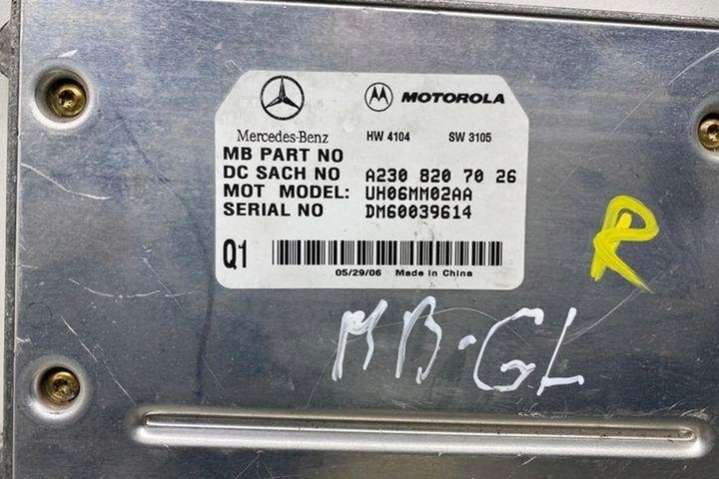 MOTOROLA
Mercedes-Benz HW 4104 SW 3105
MB PART NO
DC SACH NO A230 820 70 26
MOT MODEL: UH06MM02AA
SERIAL NO DM60039614
Q1
05/29/06 Made in China
R
MB-GL